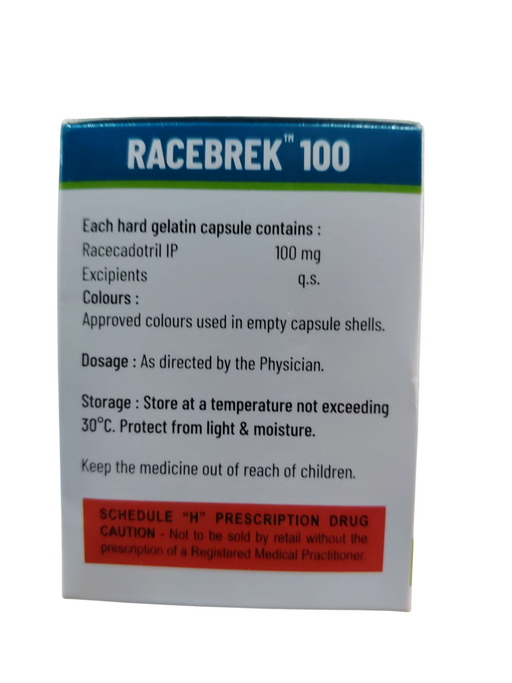 RACEBREK™ 100
Each hard gelatin capsule contains :
Racecadotril IP 100 mg
Excipients q.s.
Colours :
Approved colours used in empty capsule shells.
Dosage : As directed by the Physician.
Storage : Store at a temperature not exceeding
30°C. Protect from light & moisture.
Keep the medicine out of reach of children.
SCHEDULE "H" PRESCRIPTION DRUG
CAUTION - Not to be sold by retail without the
prescription of a Registered Medical Practitioner.